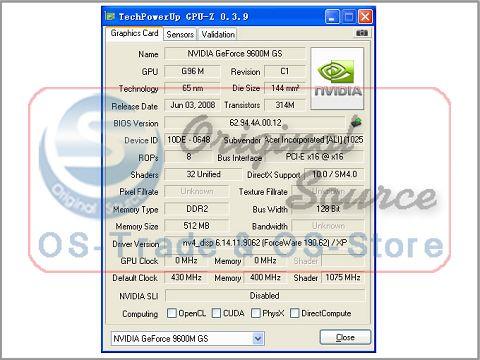 TechPowerUp GPU-Z 0.3.9
Graphics Card Sensors Validation
Name NVIDIA GeForce 9600M GS
GPU G96 M Revision C1
Technology 65 nm Die Size 144 mm²
Release Date Jun 03, 2008 Transistors 314M
NVIDIA
BIOS Version 62.94.4A.00.12
Device ID 10DE - 0648 Subvendor Acer Incorporated [ALI] (1025
ROPs 8 Bus Interface PCI-E x16 @ x16
Shaders 32 Unified DirectX Support 10.0 / SM4.0
Pixel Fillrate Unknown Texture Fillrate Unknown
Memory Type DDR2 Bus Width 128 Bit
Memory Size 512 MB Bandwidth Unknown
Driver Version nv4_disp 6.14.11.9062 (ForceWare 190.62) / XP
GPU Clock 0 MHz Memory 0 MHz Shader
Default Clock 430 MHz Memory 400 MHz Shader 1075 MHz
NVIDIA SLI Disabled
Computing OpenCL CUDA PhysX DirectCompute
NVIDIA GeForce 9600M GS Close
Original Source
OS-Trade & OS-Store